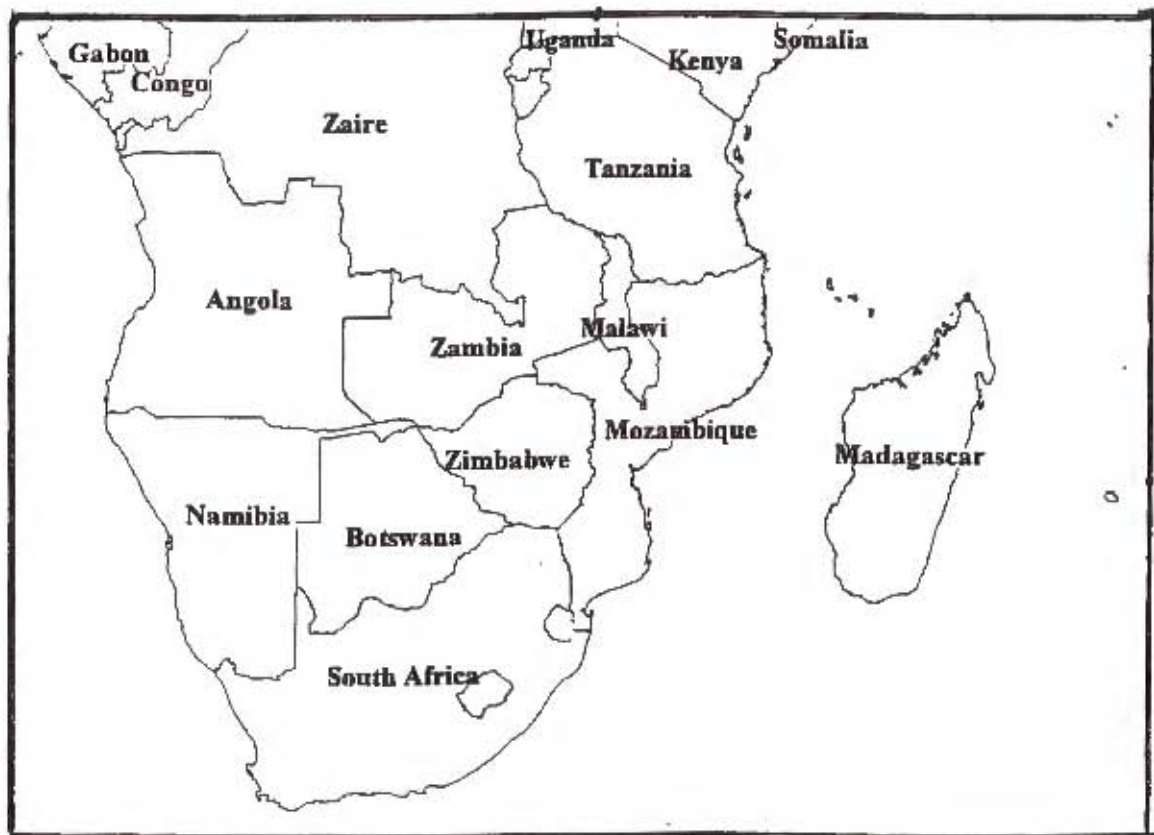 Uganda
Somalia
Gabon
Kenya
Congo
Zaire
Tanzania
Angola
Malawi
Zambia
Mozambique
Zimbabwe
Madagascar
Namibia
Botswana
South Africa